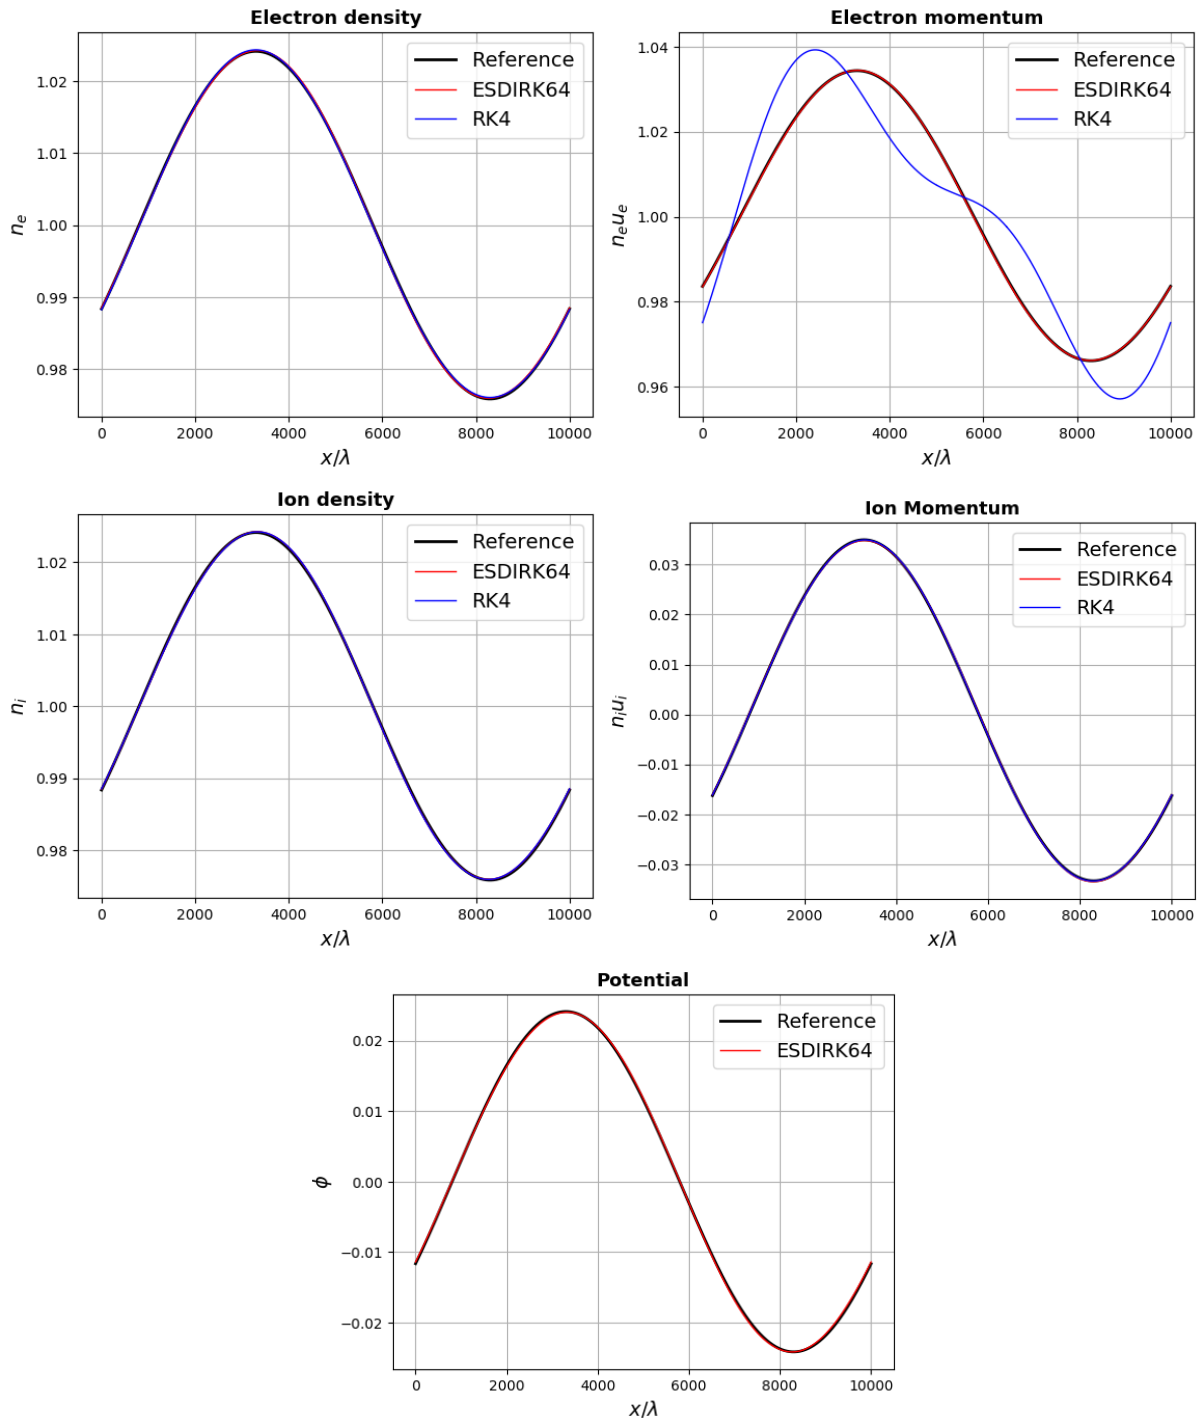 Electron density
Reference
ESDIRK64
RK4
1.02
1.01
1.00
0.99
0.98
n_e
0 2000 4000 6000 8000 10000
x/λ
Electron momentum
Reference
ESDIRK64
RK4
1.04
1.02
1.00
0.98
0.96
n_e u_e
0 2000 4000 6000 8000 10000
x/λ
Ion density
Reference
ESDIRK64
RK4
1.02
1.01
1.00
0.99
0.98
n_i
0 2000 4000 6000 8000 10000
x/λ
Ion Momentum
Reference
ESDIRK64
RK4
0.03
0.02
0.01
0.00
−0.01
−0.02
−0.03
n_i u_i
0 2000 4000 6000 8000 10000
x/λ
Potential
Reference
ESDIRK64
0.02
0.01
0.00
−0.01
−0.02
ϕ
0 2000 4000 6000 8000 10000
x/λ